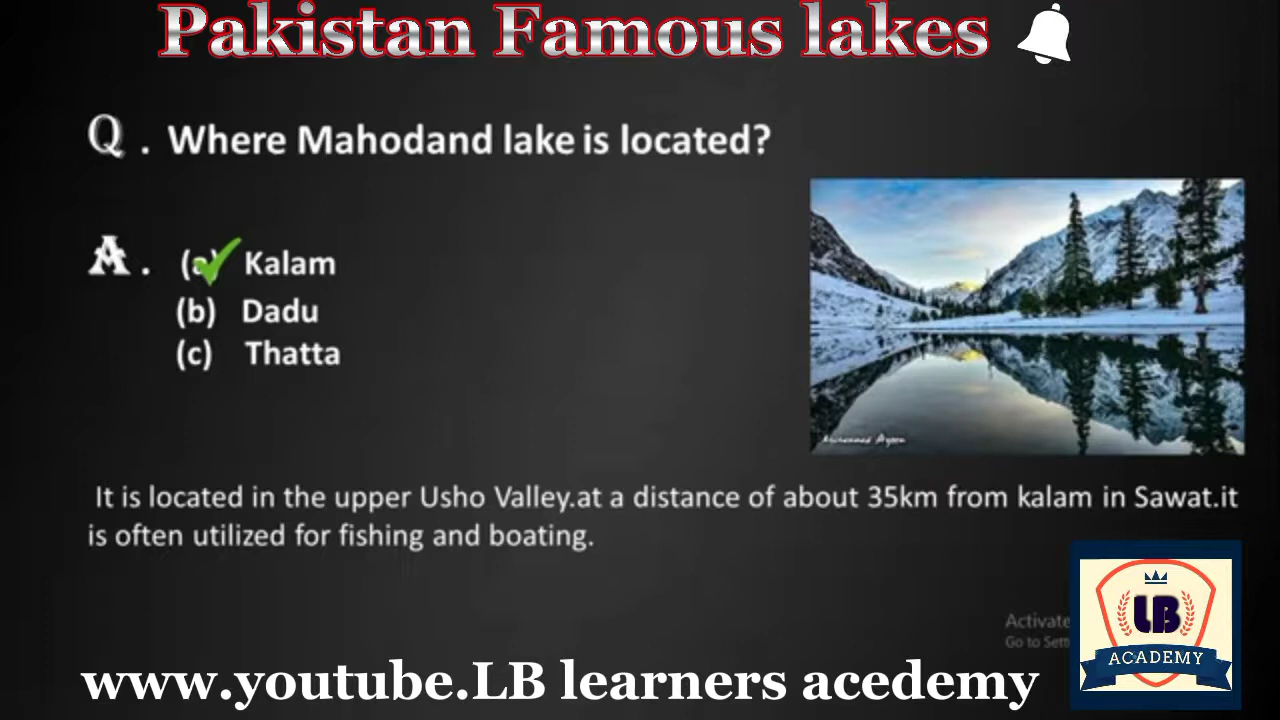 Pakistan Famous lakes
Q . Where Mahodand lake is located?
A . (a) Kalam
(b) Dadu
(c) Thatta
It is located in the upper Usho Valley.at a distance of about 35km from kalam in Sawat.it
is often utilized for fishing and boating.
Activate
Go to Sett
LB
ACADEMY
www.youtube.LB learners acedemy